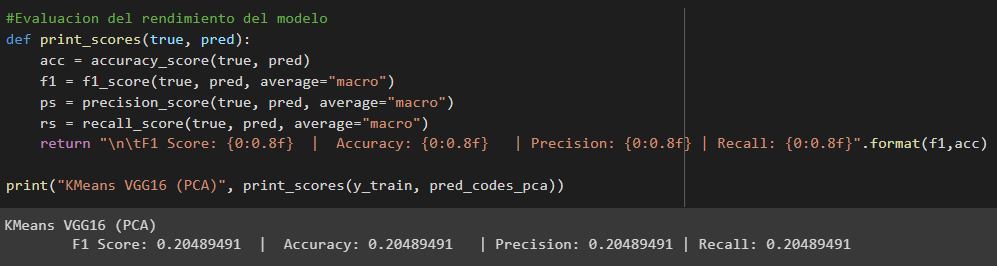 #Evaluacion del rendimiento del modelo
def print_scores(true, pred):
    acc = accuracy_score(true, pred)
    f1 = f1_score(true, pred, average="macro")
    ps = precision_score(true, pred, average="macro")
    rs = recall_score(true, pred, average="macro")
    return "\n\tF1 Score: {0:0.8f}  |  Accuracy: {0:0.8f}   | Precision: {0:0.8f} | Recall: {0:0.8f}".format(f1,acc)
print("KMeans VGG16 (PCA)", print_scores(y_train, pred_codes_pca))
KMeans VGG16 (PCA)
        F1 Score: 0.20489491  |  Accuracy: 0.20489491   | Precision: 0.20489491 | Recall: 0.20489491